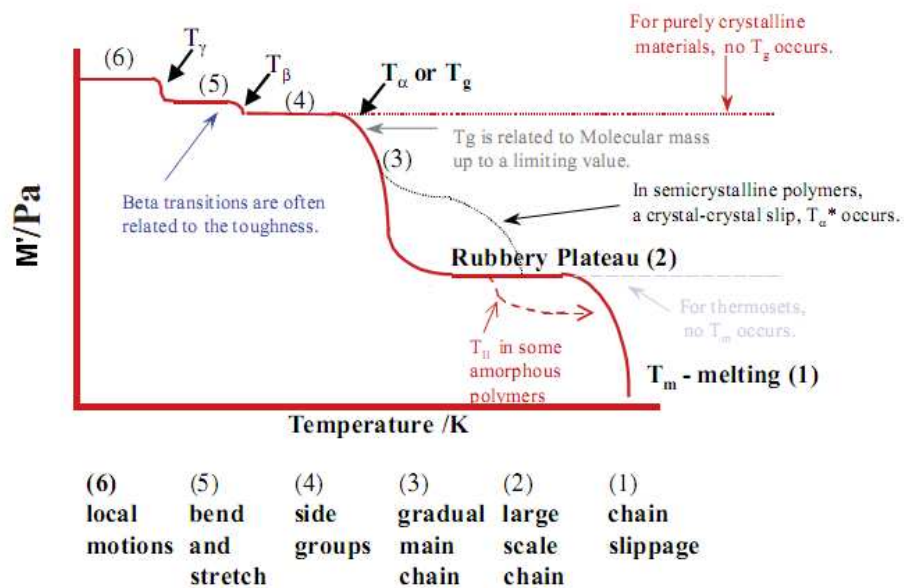 For purely crystalline
materials, no Tg occurs.
(6)
Tγ
(5)
Tβ
(4)
Tα or Tg
Tg is related to Molecular mass
up to a limiting value.
(3)
In semicrystalline polymers,
a crystal-crystal slip, Tα* occurs.
Beta transitions are often
related to the toughness.
M'/Pa
Rubbery Plateau (2)
For thermosets,
no Tm occurs.
T11 in some
amorphous
polymers
Tm - melting (1)
Temperature /K
(6) (5) (4) (3) (2) (1)
local bend side gradual large chain
motions and groups main scale slippage
stretch chain chain